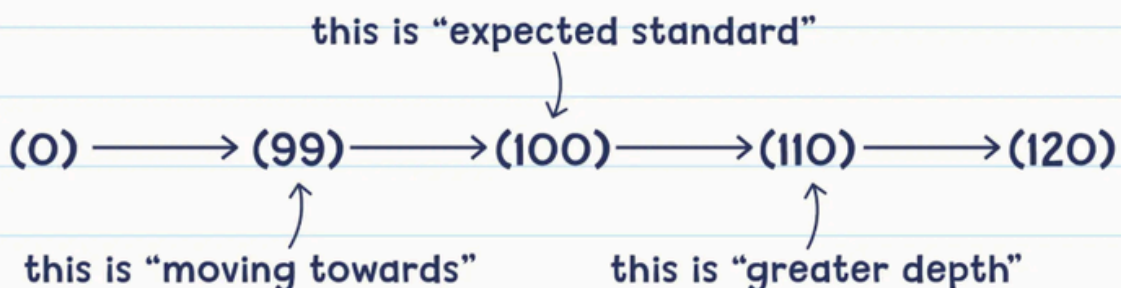 this is “expected standard”
(0) (99) (100) (110) (120)
this is “moving towards” this is “greater depth”